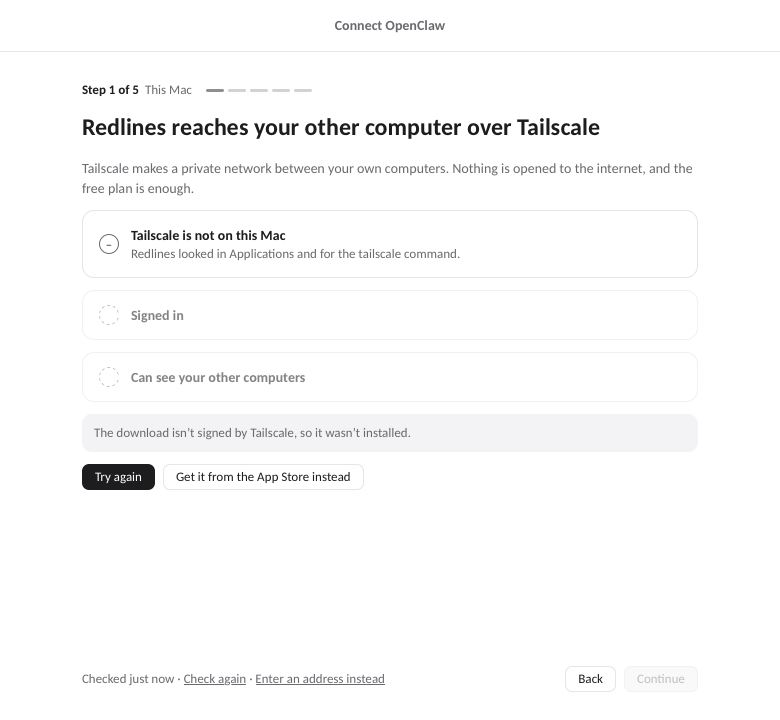 Connect OpenClaw
Step 1 of 5 This Mac
Redlines reaches your other computer over Tailscale
Tailscale makes a private network between your own computers. Nothing is opened to the internet, and the
free plan is enough.
Tailscale is not on this Mac
Redlines looked in Applications and for the tailscale command.
Signed in
Can see your other computers
The download isn’t signed by Tailscale, so it wasn’t installed.
Try again Get it from the App Store instead
Checked just now · Check again · Enter an address instead Back Continue